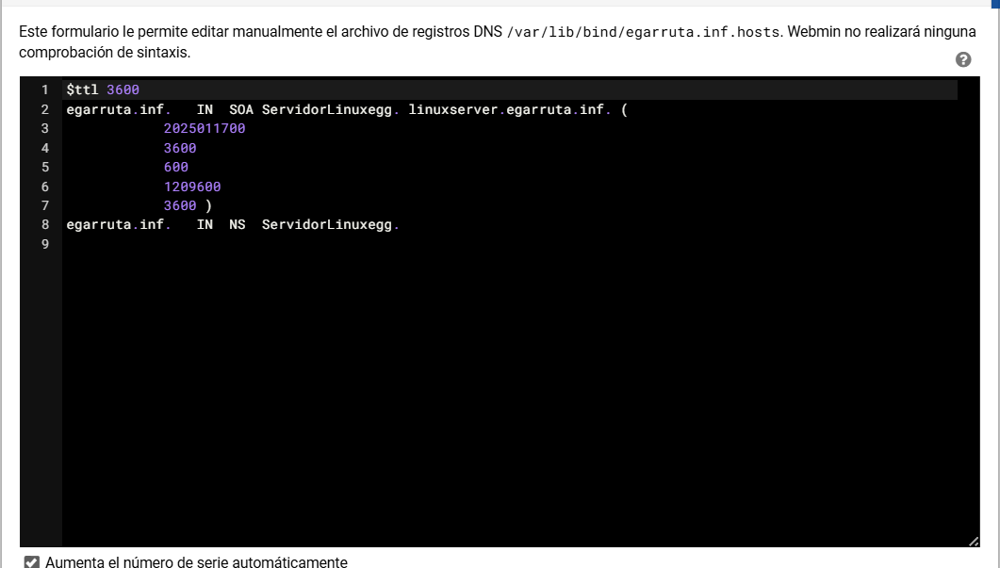 Este formulario le permite editar manualmente el archivo de registros DNS /var/lib/bind/egarruta.inf.hosts. Webmin no realizará ninguna
comprobación de sintaxis.
?
1 $ttl 3600
2 egarruta.inf. IN SOA ServidorLinuxegg. linuxserver.egarruta.inf. (
3 2025011700
4 3600
5 600
6 1209600
7 3600 )
8 egarruta.inf. IN NS ServidorLinuxegg.
9
Aumenta el número de serie automáticamente